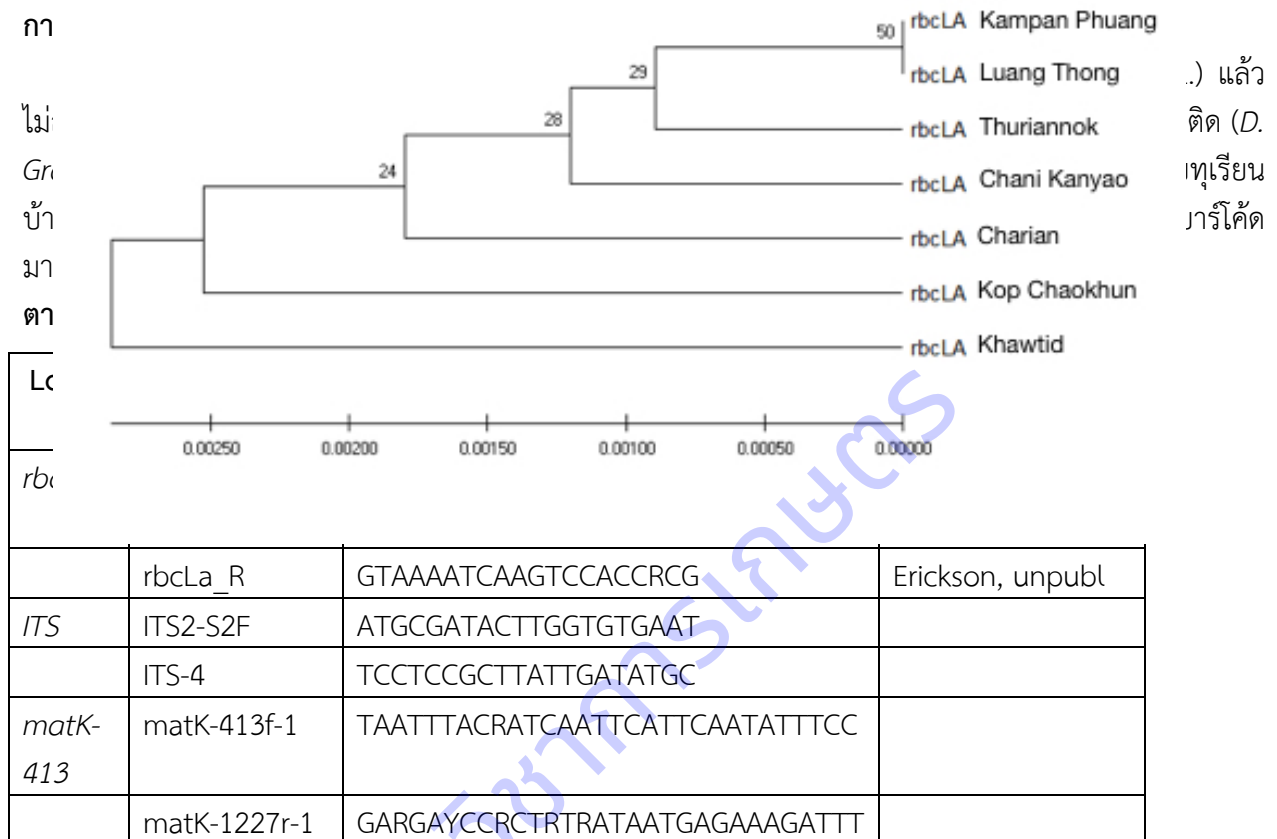 กา
50 rbcLA Kampan Phuang
29 rbcLA Luang Thong
..) แล้ว
ไม่
28 rbcLA Thuriannok
ติด (D.
24 rbcLA Chani Kanyao
ทุเรียน
บ้า
rbcLA Charian
บาร์โค้ด
มา
rbcLA Kop Chaokhun
ตา
rbcLA Khawtid
0.00250 0.00200 0.00150 0.00100 0.00050 0.00000
rbcLa_R GTAAAATCAAGTCCACCRCG Erickson, unpubl
ITS ITS2-S2F ATGCGATACTTGGTGTGAAT
ITS-4 TCCTCCGCTTATTGATATGC
matK- matK-413f-1 TAATTTACRATCAATTCATTCAATATTTCC
413
matK-1227r-1 GARGAYCCRCTRTRATAATGAGAAAGATTT